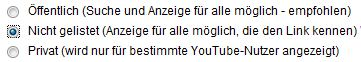 Öffentlich (Suche und Anzeige für alle möglich - empfohlen)
Nicht gelistet (Anzeige für alle möglich, die den Link kennen)
Privat (wird nur für bestimmte YouTube-Nutzer angezeigt)